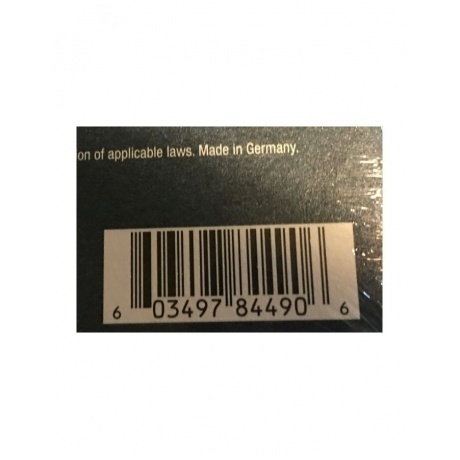 on of applicable laws. Made in Germany.
6 03497 84490 6